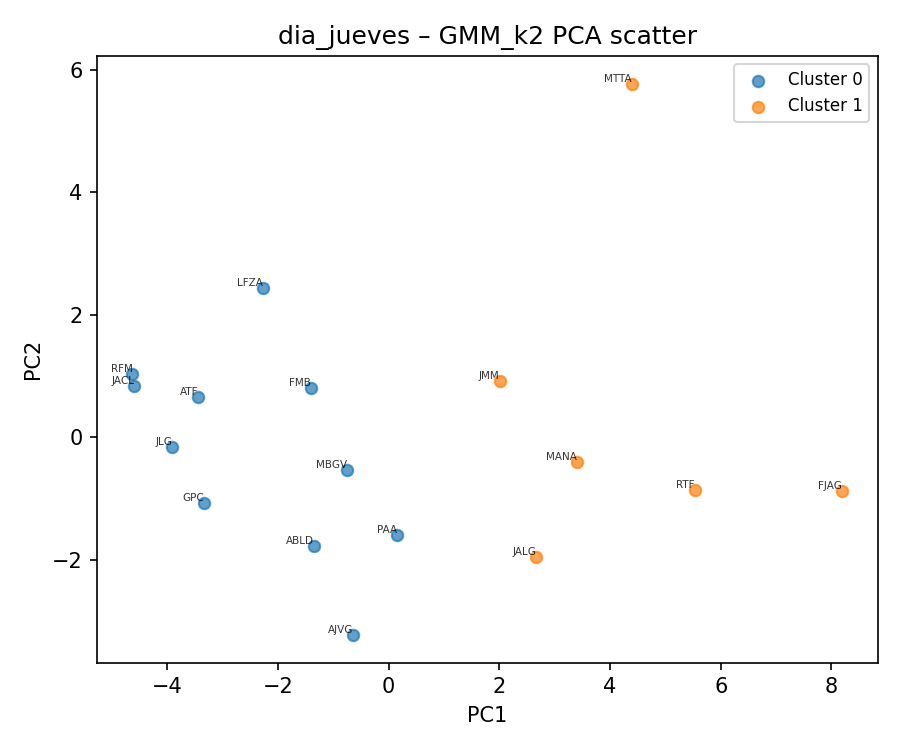 dia_jueves – GMM_k2 PCA scatter
6
4
2
0
−2
PC2
MTTA
Cluster 0
Cluster 1
LFZA
RFM
JACL
ATF
FMB
JMM
JLG
MBGV
MANA
GPC
RTF
FJAG
ABLD
PAA
JALG
AJVG
−4
−2
0
2
4
6
8
PC1